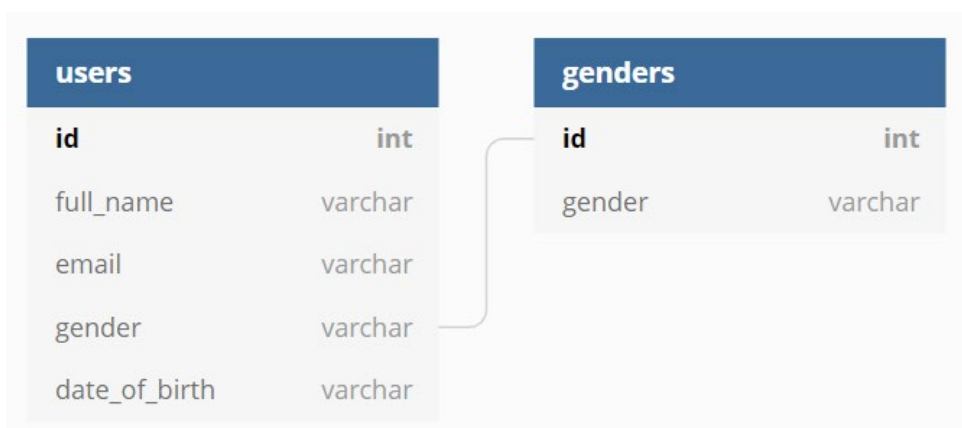 users
id int
full_name varchar
email varchar
gender varchar
date_of_birth varchar
genders
id int
gender varchar